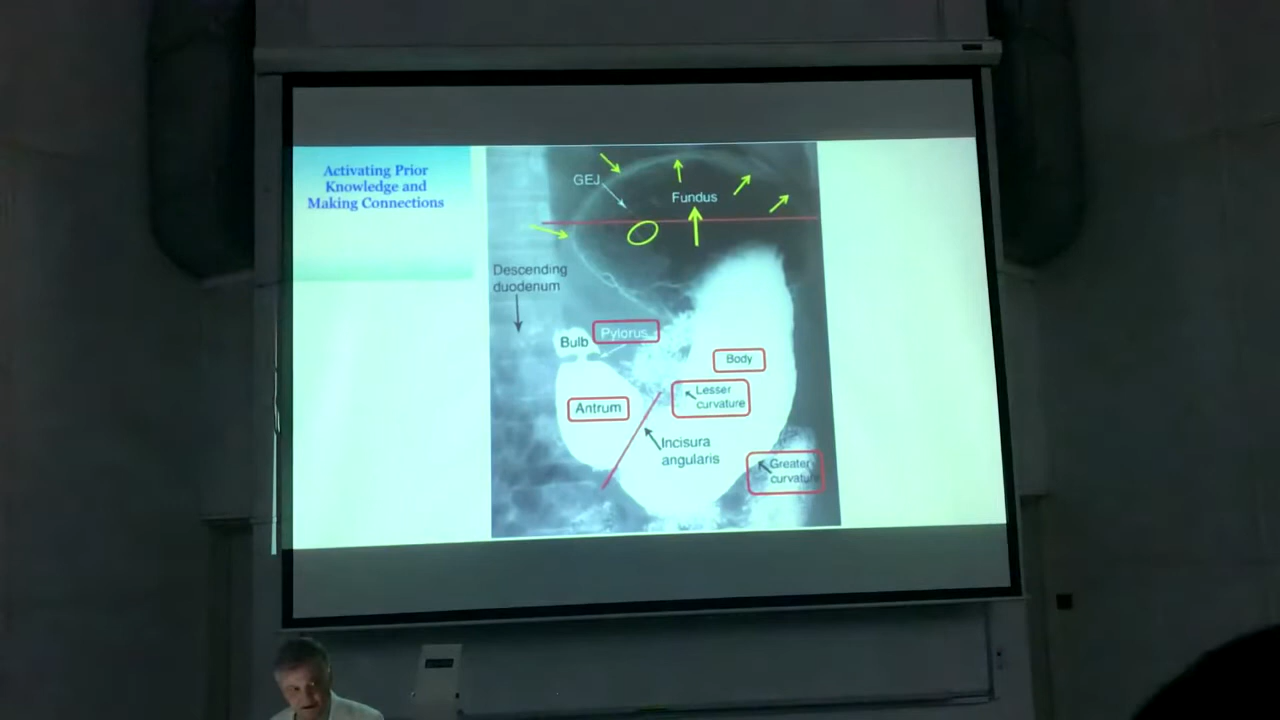 Activating Prior
Knowledge and
Making Connections
GEJ
Fundus
Descending
duodenum
Bulb
Pylorus
Body
Antrum
Lesser
curvature
Incisura
angularis
Greater
curvature